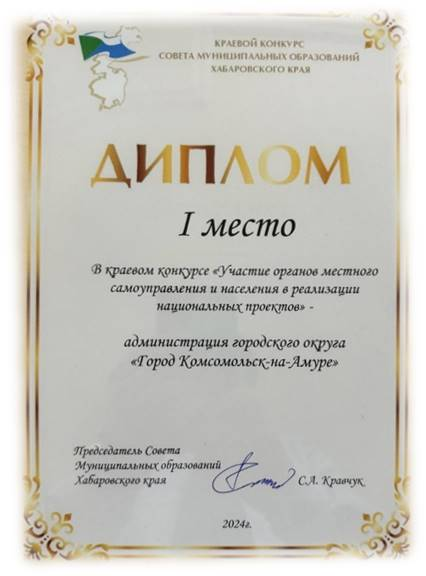 КРАЕВОЙ КОНКУРС
СОВЕТА МУНИЦИПАЛЬНЫХ ОБРАЗОВАНИЙ
ХАБАРОВСКОГО КРАЯ
ДИПЛОМ
I место
В краевом конкурсе «Участие органов местного
самоуправления и населения в реализации
национальных проектов» -
администрация городского округа
«Город Комсомольск-на-Амуре»
Председатель Совета
Муниципальных образований
Хабаровского края
С.А. Кравчук
2024г.